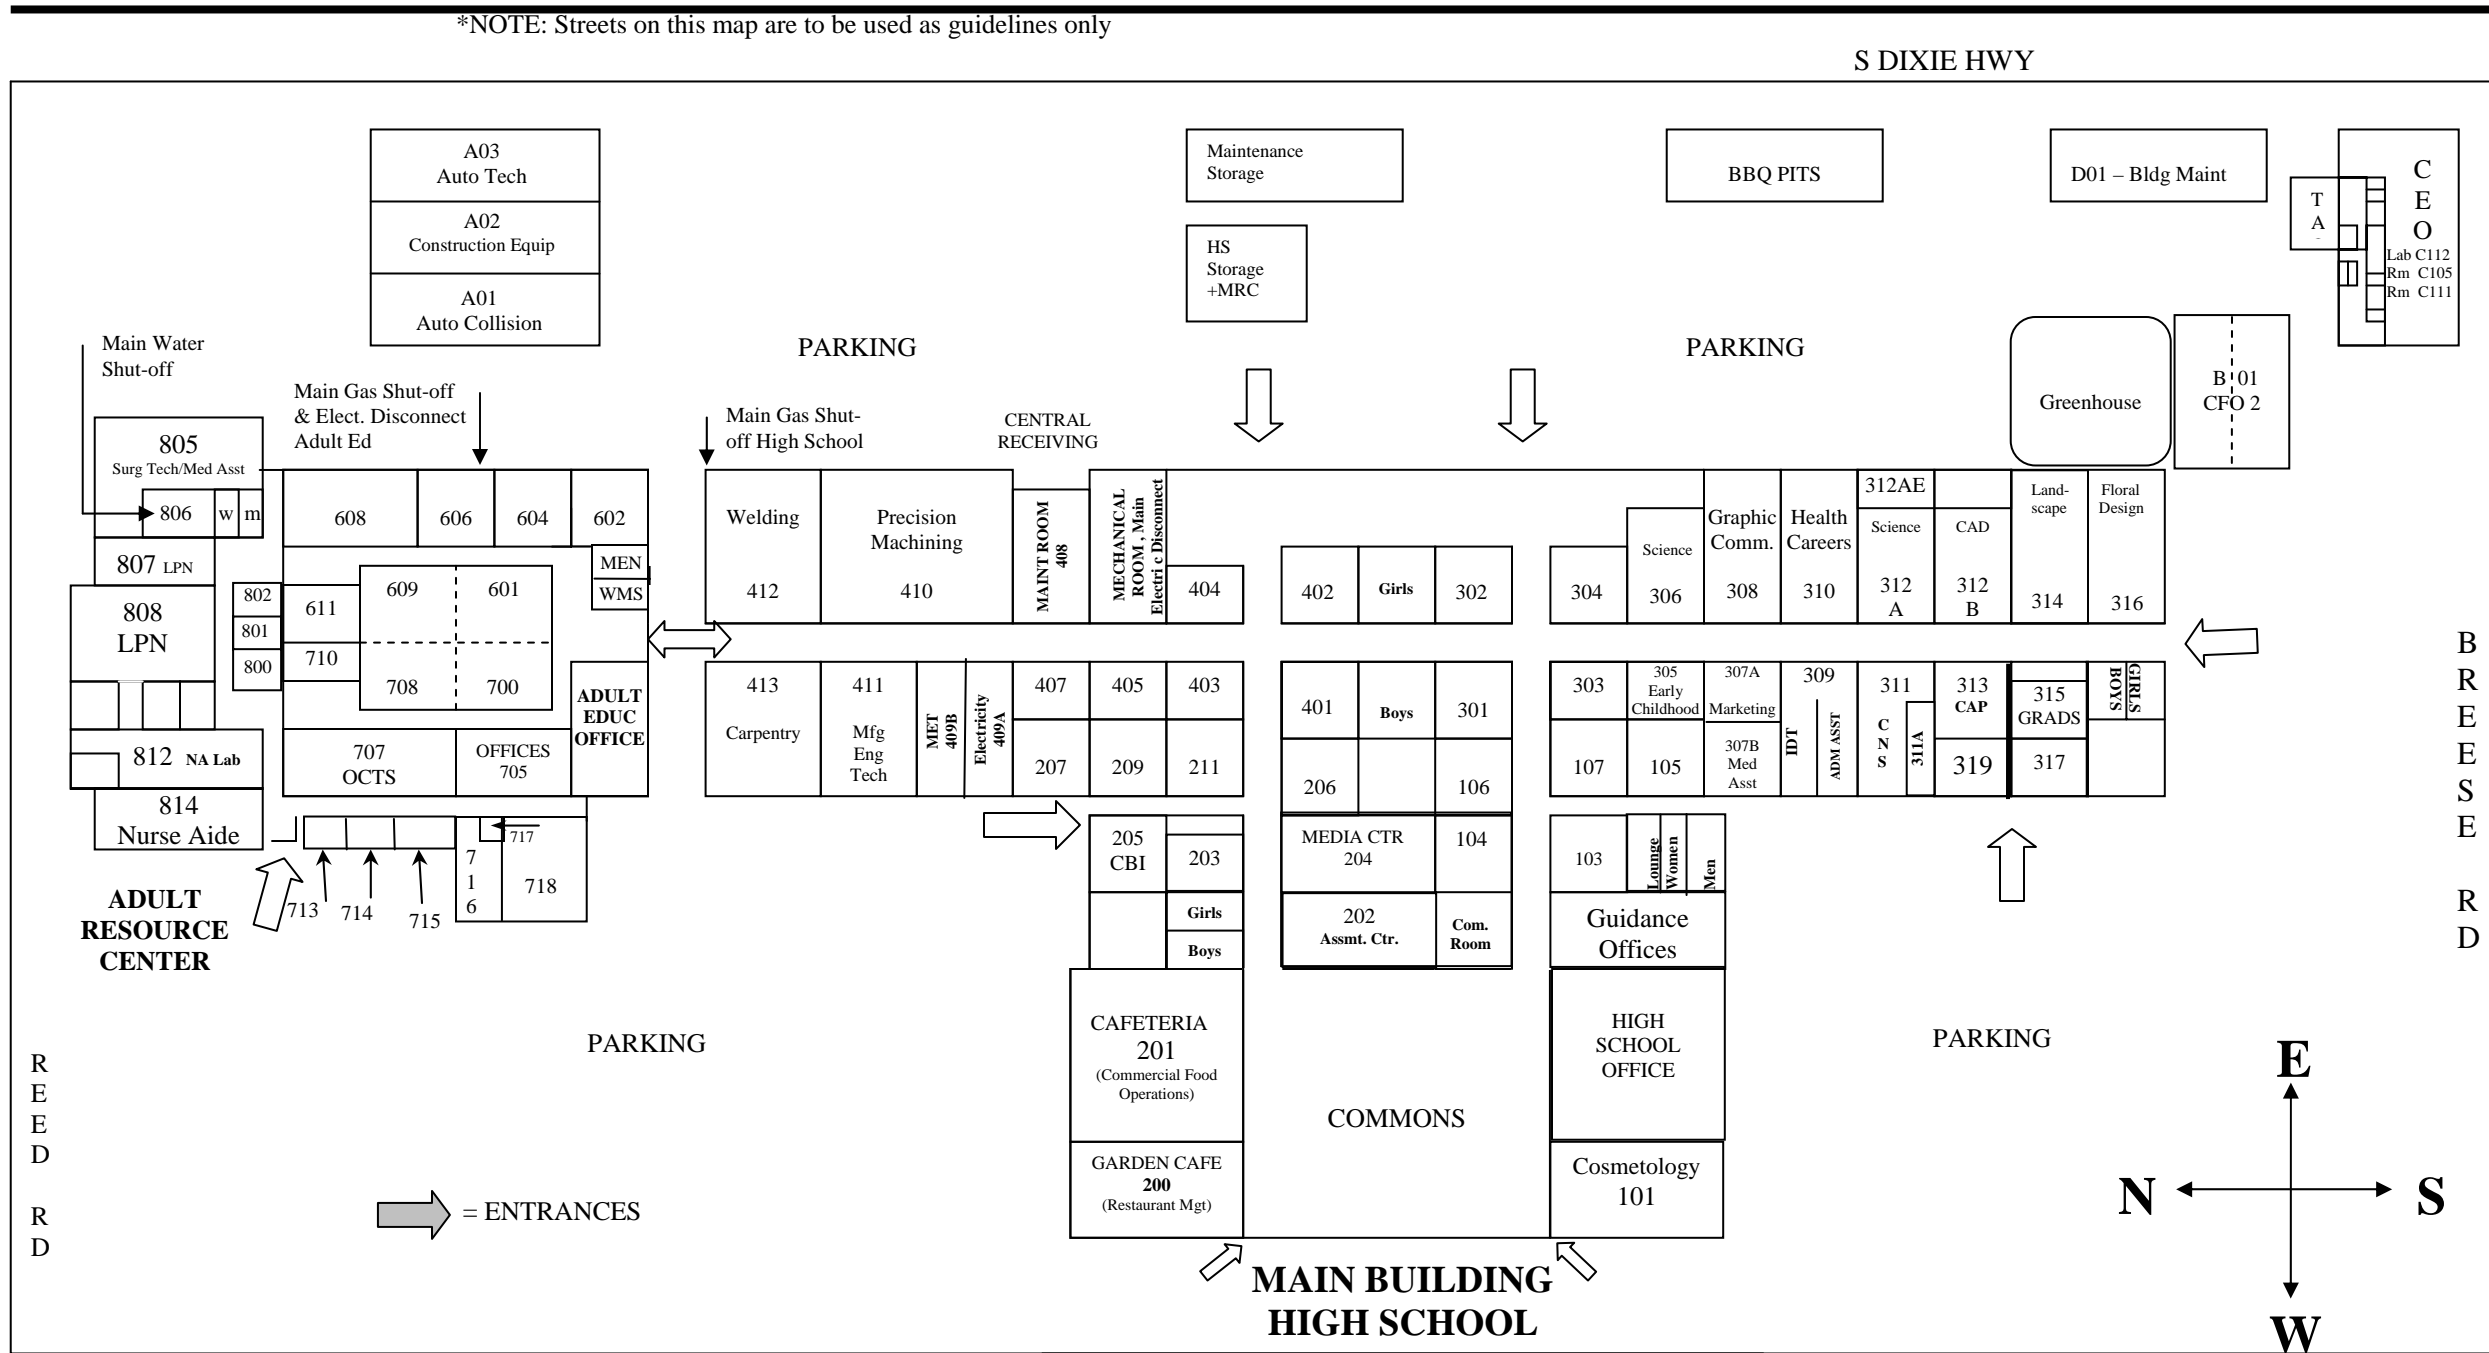 *NOTE: Streets on this map are to be used as guidelines only
S DIXIE HWY
A03
Auto Tech
A02
Construction Equip
A01
Auto Collision
Maintenance
Storage
HS
Storage
+MRC
BBQ PITS
D01 – Bldg Maint
T
A
C
E
O
Lab C112
Rm C105
Rm C111
Main Water
Shut-off
Main Gas Shut-off
& Elect. Disconnect
Adult Ed
Main Gas Shut-
off High School
PARKING
CENTRAL
RECEIVING
PARKING
Greenhouse
B 01
CFO 2
805
Surg Tech/Med Asst
806
w
m
807 LPN
808
LPN
812 NA Lab
814
Nurse Aide
802
801
800
608
606
604
602
MEN
WMS
611
710
609
601
708
700
707
OCTS
OFFICES
705
ADULT
EDUC
OFFICE
713
714
715
7
1
6
717
718
ADULT
RESOURCE
CENTER
Welding
412
Precision
Machining
410
MAINT ROOM
408
MECHANICAL
ROOM , Main
Electri c Disconnect
404
402
Girls
302
304
Science
306
Graphic
Comm.
308
Health
Careers
310
312AE
Science
312
A
CAD
312
B
Land-
scape
314
Floral
Design
316
413
Carpentry
411
Mfg
Eng
Tech
MET
409B
Electricity
409A
407
405
403
207
209
211
401
Boys
301
206
106
303
305
Early
Childhood
307A
Marketing
309
IDT
ADM ASST
311
C
N
S
311A
313
CAP
315
GRADS
BOYS
GIRLS
107
105
307B
Med
Asst
319
317
205
CBI
203
Girls
Boys
MEDIA CTR
204
104
202
Assmt. Ctr.
Com.
Room
103
Lounge
Women
Men
Guidance
Offices
CAFETERIA
201
(Commercial Food
Operations)
GARDEN CAFE
200
(Restaurant Mgt)
COMMONS
HIGH
SCHOOL
OFFICE
Cosmetology
101
PARKING
PARKING
= ENTRANCES
MAIN BUILDING
HIGH SCHOOL
R
E
E
D
R
D
B
R
E
E
S
E
R
D
E
N
S
W